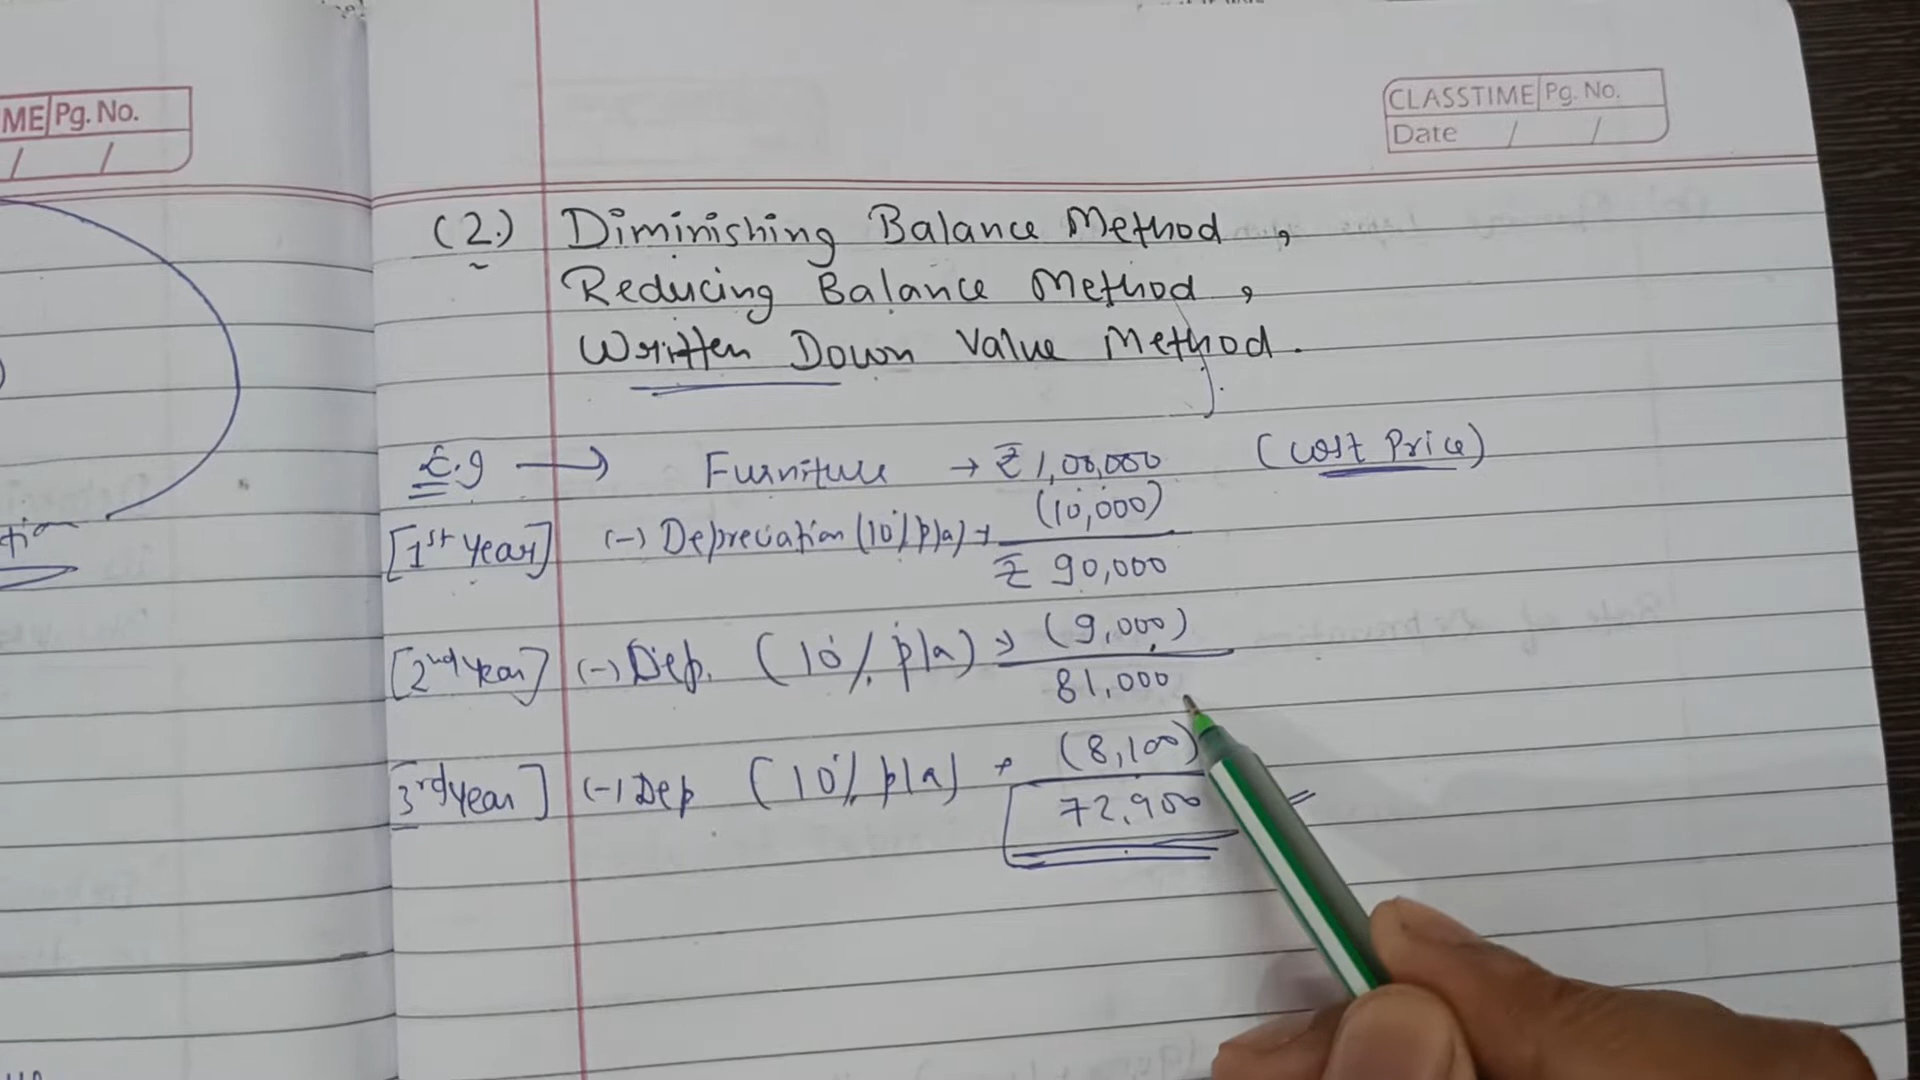 ME Pg. No.
/ /
CLASSTIME Pg. No.
Date / /
(2.) Diminishing Balance Method,
Reducing Balance Method,
Written Down Value Method.
E.g → Furniture → ₹ 1,00,000 (Cost Price)
[1st Year] (-) Depreciation (10% p/a) → (10,000)
₹ 90,000
[2nd Year] (-) Dep. (10% p/a) → (9,000)
81,000
3rd Year] (-) Dep (10% p/a) → (8,100)
72,900 =